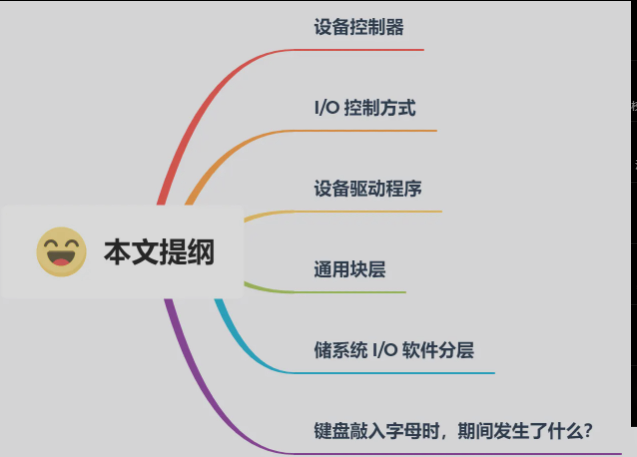 设备控制器
I/O 控制方式
设备驱动程序
本文提纲
通用块层
储系统 I/O 软件分层
键盘敲入字母时，期间发生了什么？